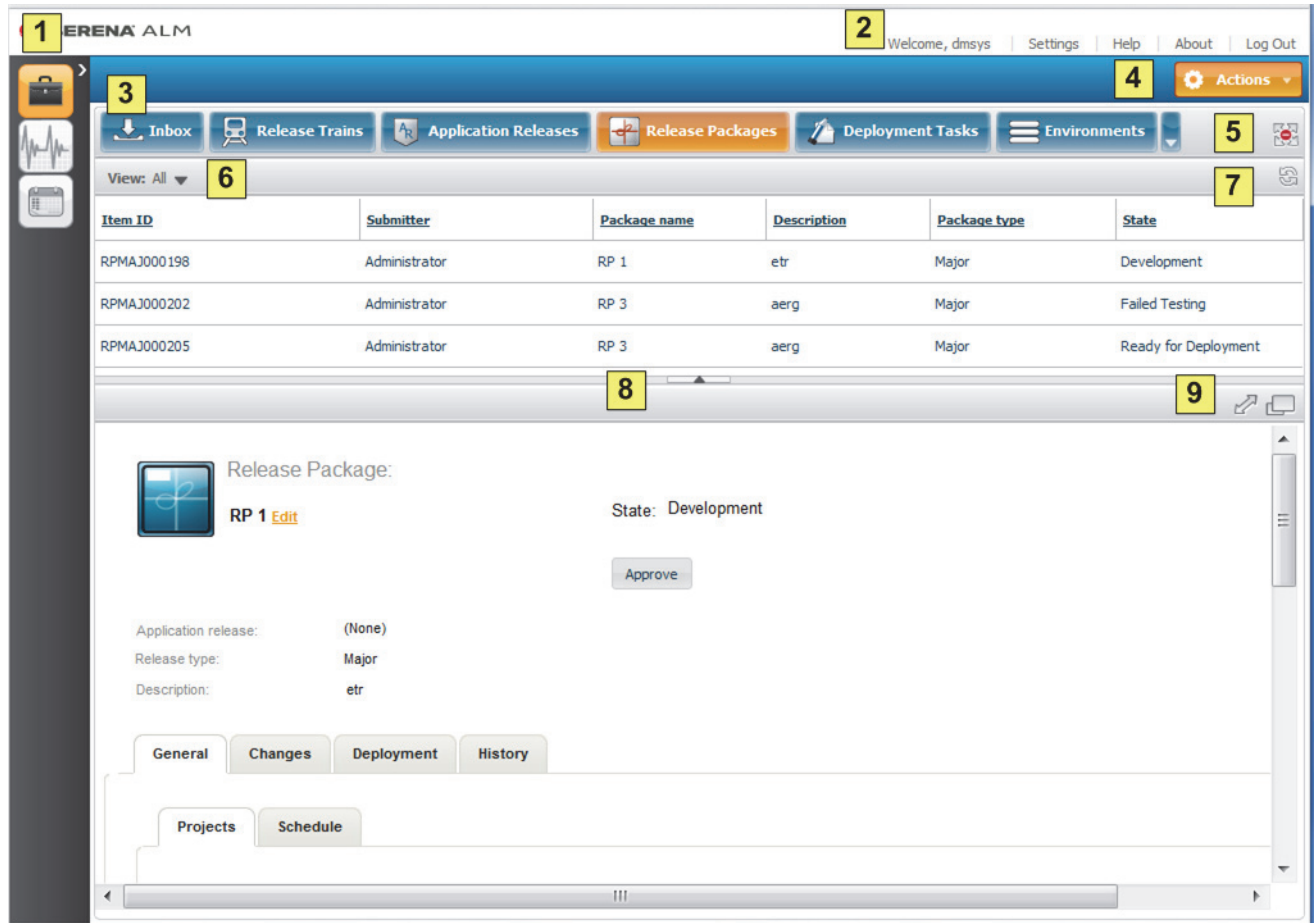 1 ERENA ALM
2 Welcome, dmsys Settings Help About Log Out
3 4 Actions
Inbox Release Trains Application Releases Release Packages Deployment Tasks Environments 5
View: All 6 7
Item ID Submitter Package name Description Package type State
RPMAJ000198 Administrator RP 1 etr Major Development
RPMAJ000202 Administrator RP 3 aerg Major Failed Testing
RPMAJ000205 Administrator RP 3 aerg Major Ready for Deployment
8 9
Release Package:
RP 1 Edit State: Development
Approve
Application release: (None)
Release type: Major
Description: etr
General Changes Deployment History
Projects Schedule